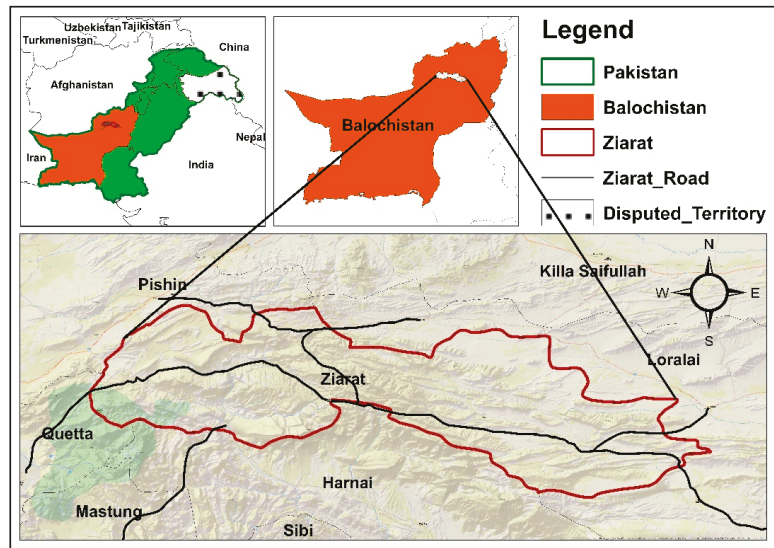 Uzbekistan
Tajikistan
Turkmenistan
China
Afghanistan
Iran
Nepal
India
Balochistan
Legend
Pakistan
Balochistan
Ziarat
Ziarat_Road
Disputed_Territory
Pishin
Killa Saifullah
N
W
E
S
Loralai
Ziarat
Quetta
Harnai
Mastung
Sibi